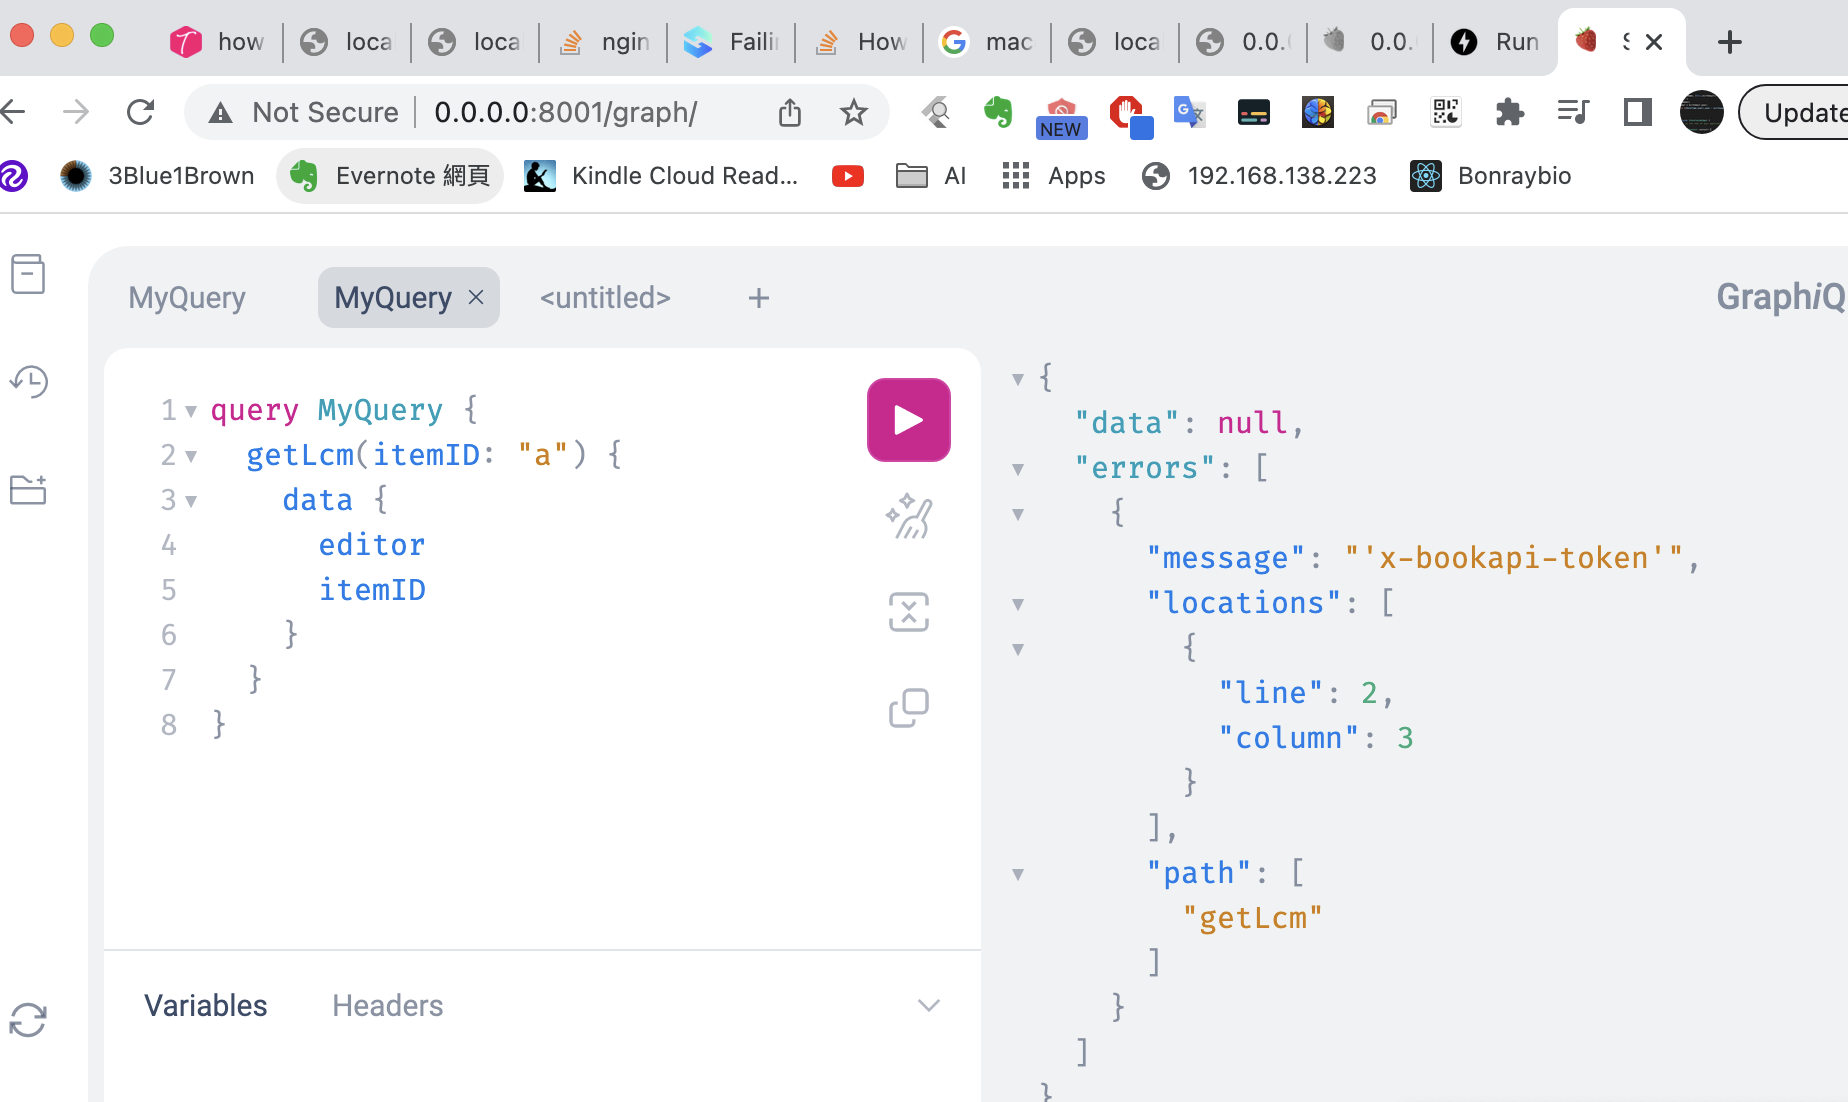 how loca loca ngin Failin How mac loca 0.0. 0.0. Run S
Not Secure 0.0.0.0:8001/graph/ NEW Update
3Blue1Brown Evernote 網頁 Kindle Cloud Read... AI Apps 192.168.138.223 Bonraybio
MyQuery MyQuery × <untitled> + GraphiQ
1 query MyQuery {
2 getLcm(itemID: "a") {
3 data {
4 editor
5 itemID
6 }
7 }
8 }
Variables Headers
{
"data": null,
"errors": [
{
"message": "'x-bookapi-token'",
"locations": [
{
"line": 2,
"column": 3
}
],
"path": [
"getLcm"
]
}
]
}